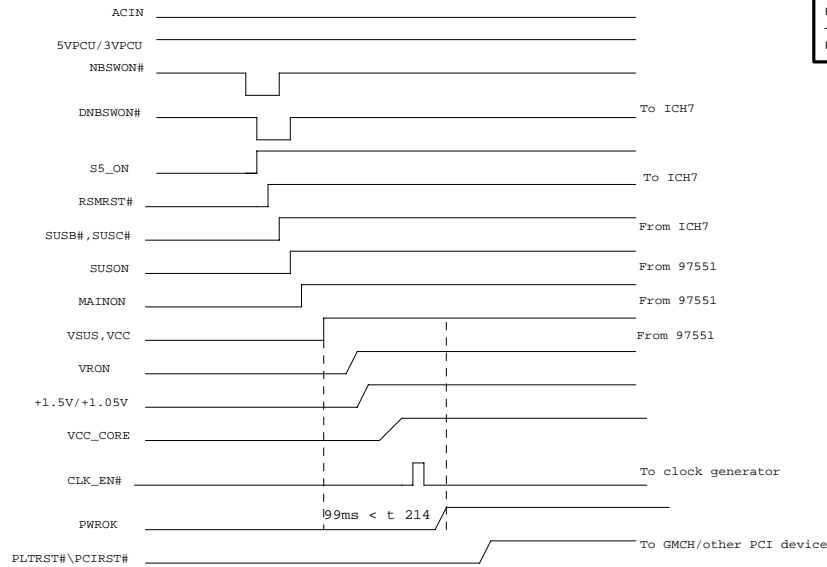 ACIN
5VPCU/3VPCU
NBSWON#
DNBSWON# To ICH7
S5_ON
RSMRST# To ICH7
SUSB#,SUSC# From ICH7
SUSON From 97551
MAINON From 97551
VSUS,VCC From 97551
VRON
+1.5V/+1.05V
VCC_CORE
CLK_EN# To clock generator
PWROK 99ms < t 214
PLTRST#\PCIRST# To GMCH/other PCI device